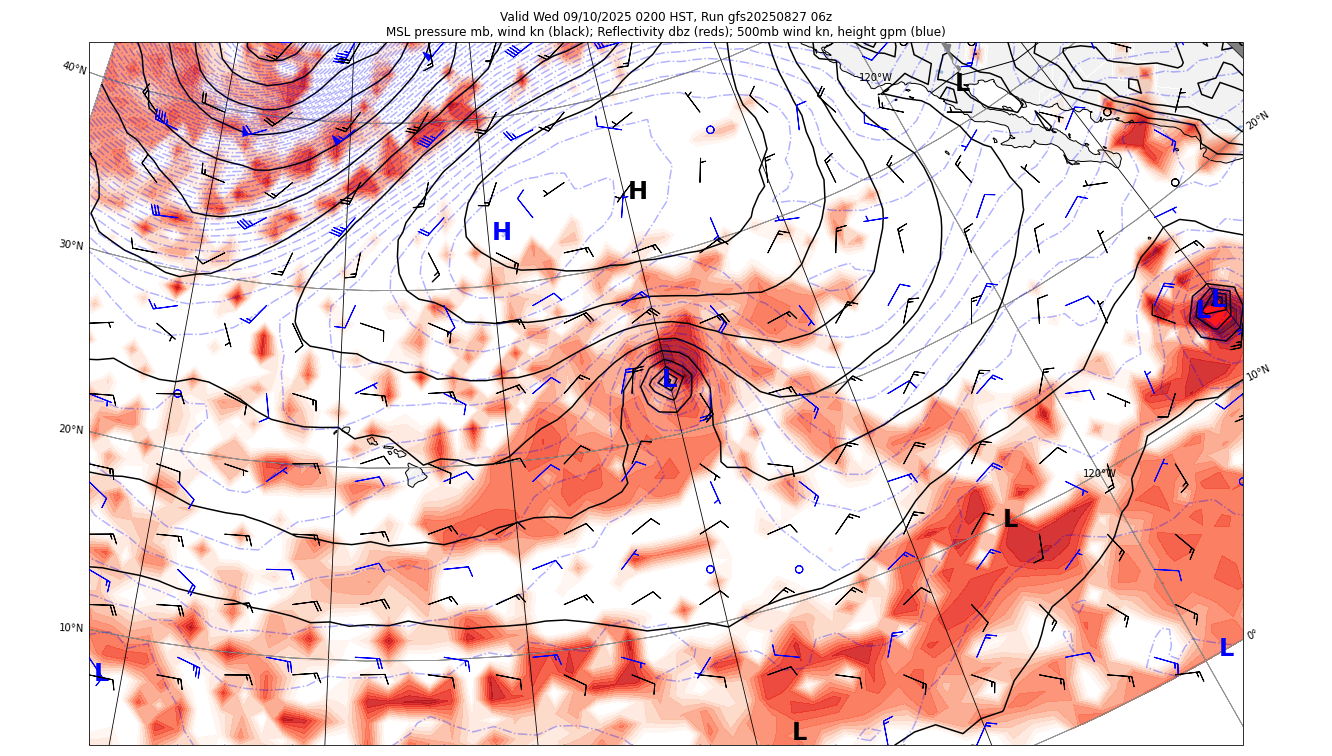 Valid Wed 09/10/2025 0200 HST, Run gfs20250827 06z
MSL pressure mb, wind kn (black); Reflectivity dbz (reds); 500mb wind kn, height gpm (blue)
40°N
120°W
L
20°N
H
H
30°N
L
L
L
10°N
20°N
120°W
L
10°N
0°
L
L
L